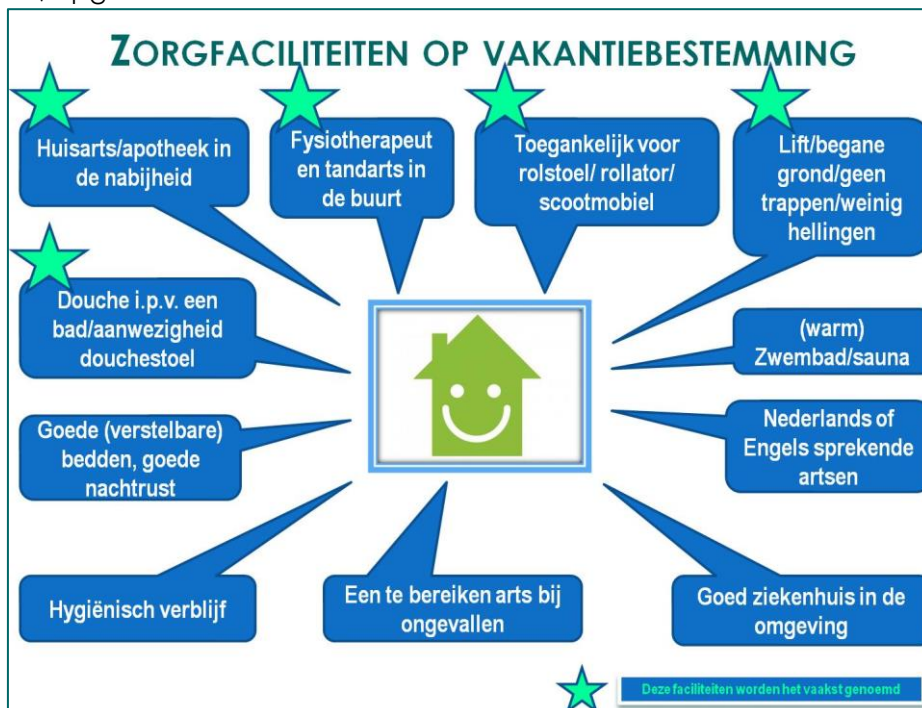 ZORGFACILITEITEN OP VAKANTIEBESTEMMING
Huisarts/apotheek in
de nabijheid
Fysiotherapeut
en tandarts in
de buurt
Toegankelijk voor
rolstoel/ rollator/
scootmobiel
Lift/begane
grond/geen
trappen/weinig
hellingen
Douche i.p.v. een
bad/aanwezigheid
douchestoel
(warm)
Zwembad/sauna
Goede (verstelbare)
bedden, goede
nachtrust
Nederlands of
Engels sprekende
artsen
Hygiënisch verblijf
Een te bereiken arts bij
ongevallen
Goed ziekenhuis in de
omgeving
Deze faciliteiten worden het vaakst genoemd